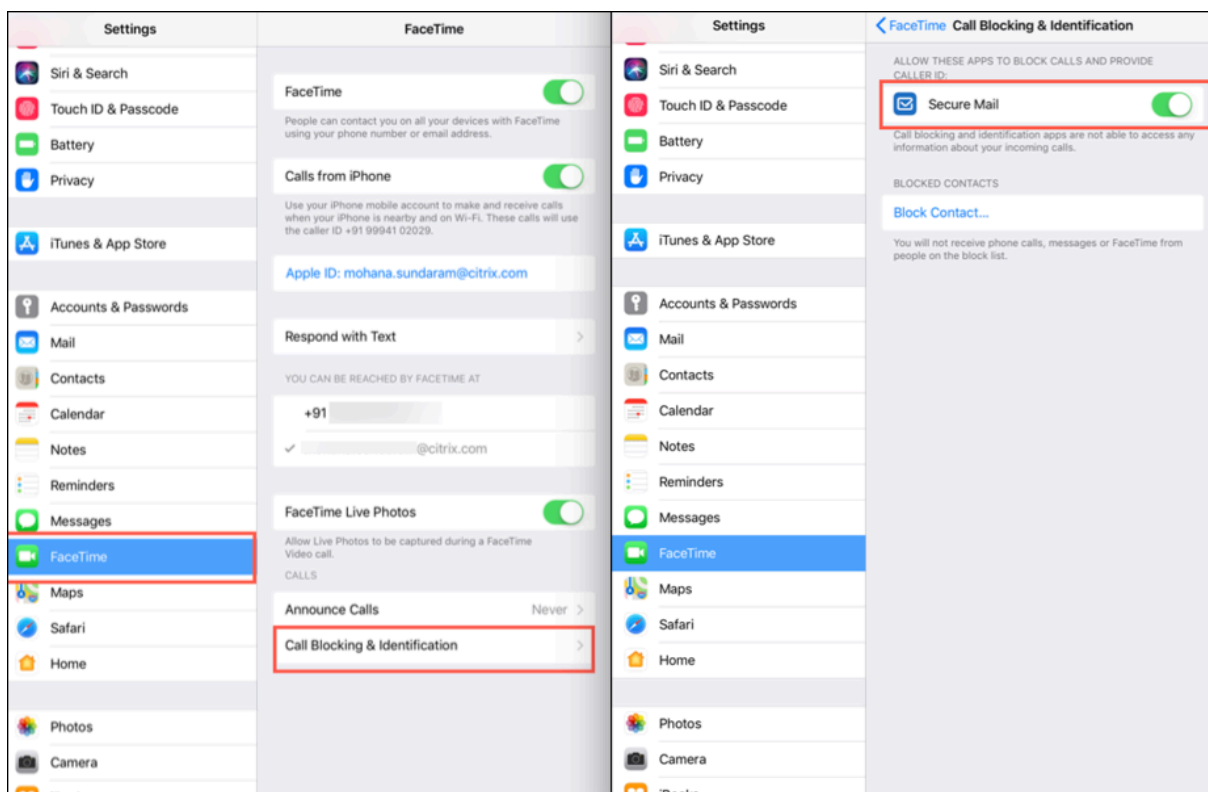 Settings
Siri & Search
Touch ID & Passcode
Battery
Privacy
iTunes & App Store
Accounts & Passwords
Mail
Contacts
Calendar
Notes
Reminders
Messages
FaceTime
Maps
Safari
Home
Photos
Camera
FaceTime
FaceTime
People can contact you on all your devices with FaceTime
using your phone number or email address.
Calls from iPhone
Use your iPhone mobile account to make and receive calls
when your iPhone is nearby and on Wi-Fi. These calls will use
the caller ID +91 99941 02029.
Apple ID: mohana.sundaram@citrix.com
Respond with Text
YOU CAN BE REACHED BY FACETIME AT
+91
@citrix.com
FaceTime Live Photos
Allow Live Photos to be captured during a FaceTime
Video call.
CALLS
Announce Calls Never
Call Blocking & Identification
Settings
Siri & Search
Touch ID & Passcode
Battery
Privacy
iTunes & App Store
Accounts & Passwords
Mail
Contacts
Calendar
Notes
Reminders
Messages
FaceTime
Maps
Safari
Home
Photos
Camera
FaceTime Call Blocking & Identification
ALLOW THESE APPS TO BLOCK CALLS AND PROVIDE
CALLER ID:
Secure Mail
Call blocking and identification apps are not able to access any
information about your incoming calls.
BLOCKED CONTACTS
Block Contact...
You will not receive phone calls, messages or FaceTime from
people on the block list.